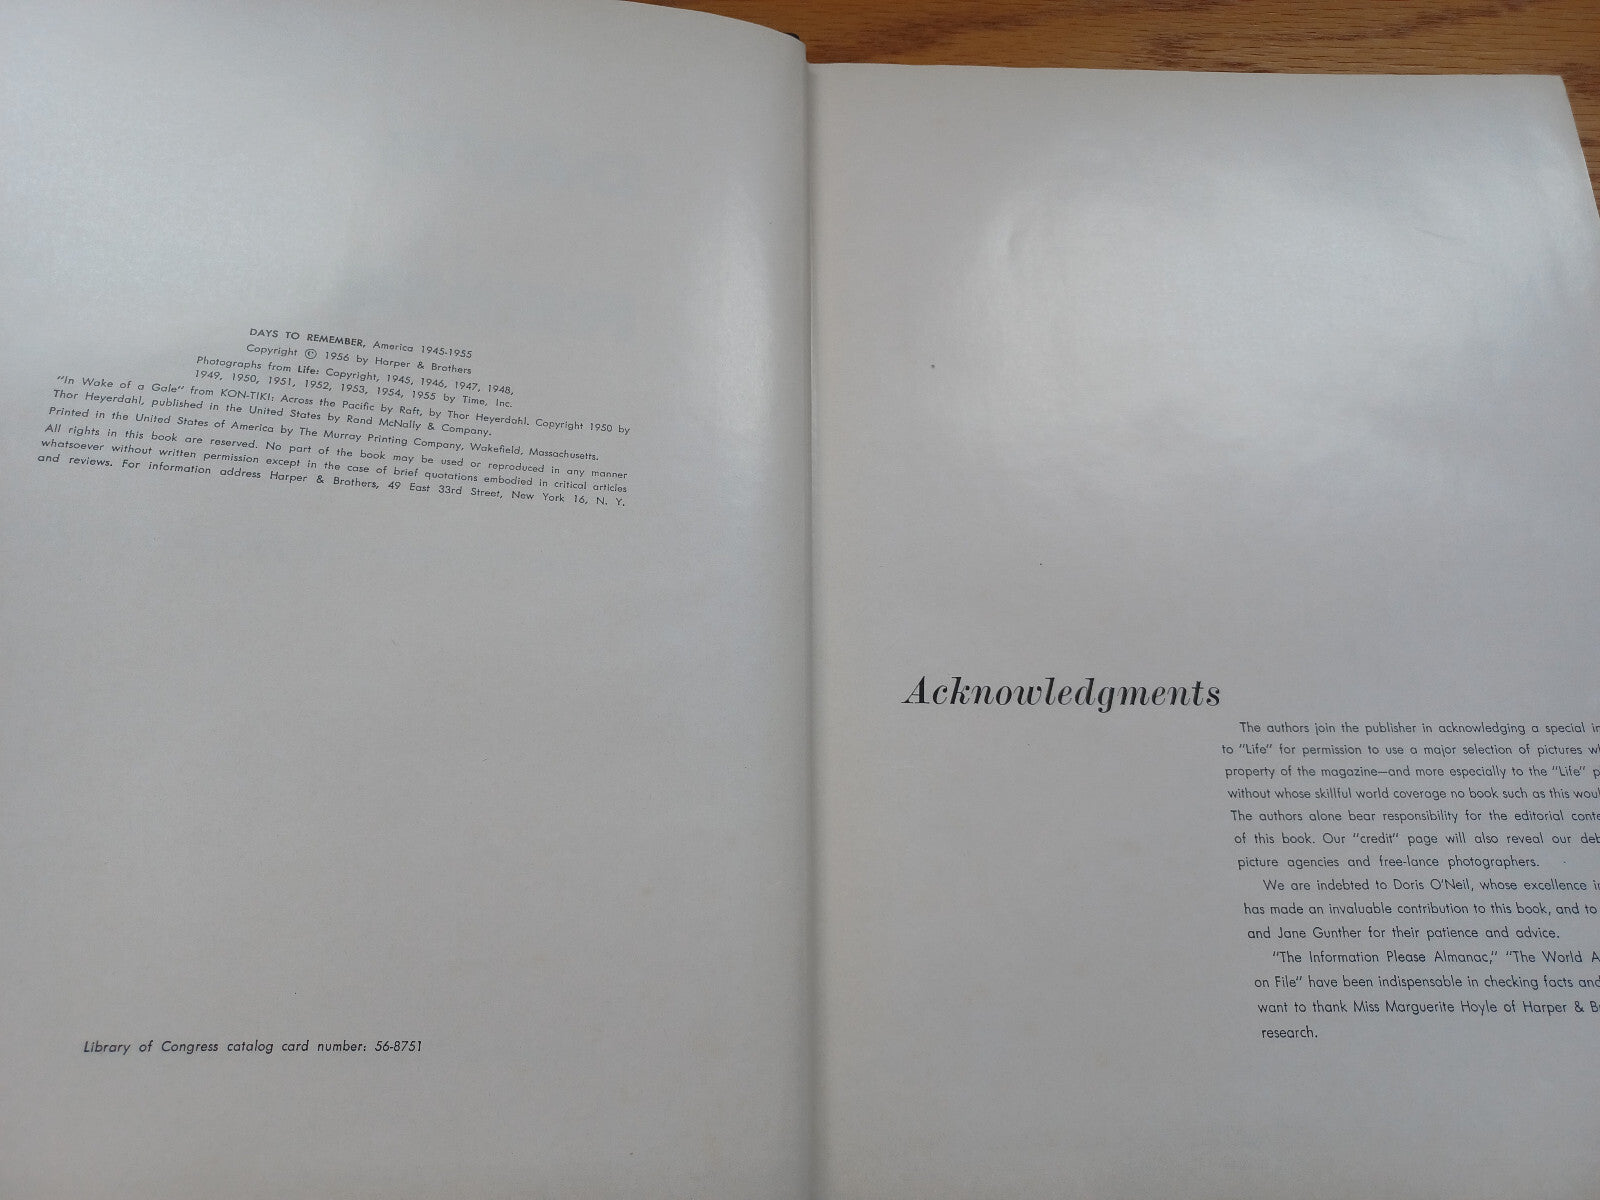 DAYS TO REMEMBER, America 1945-1955
Copyright © 1956 by Harper & Brothers
Photographs from Life: Copyright, 1945, 1946, 1947, 1948,
1949, 1950, 1951, 1952, 1953, 1954, 1955 by Time, Inc.
"In Wake of a Gale" from KON-TIKI: Across the Pacific by Raft, by Thor Heyerdahl. Copyright 1950 by
Thor Heyerdahl, published in the United States by Rand McNally & Company.
Printed in the United States of America by The Murray Printing Company, Wakefield, Massachusetts.
All rights in this book are reserved. No part of the book may be used or reproduced in any manner
whatsoever without written permission except in the case of brief quotations embodied in critical articles
and reviews. For information address Harper & Brothers, 49 East 33rd Street, New York 16, N. Y.
Library of Congress catalog card number: 56-8751
Acknowledgments
The authors join the publisher in acknowledging a special
to "Life" for permission to use a major selection of pictures
property of the magazine—and more especially to the "Life"
without whose skillful world coverage no book such as this
The authors alone bear responsibility for the editorial
of this book. Our "credit" page will also reveal our
picture agencies and free-lance photographers.
We are indebted to Doris O'Neil, whose excellence
has made an invaluable contribution to this book, and to
and Jane Gunther for their patience and advice.
"The Information Please Almanac," "The World
on File" have been indispensable in checking facts and
want to thank Miss Marguerite Hoyle of Harper &
research.